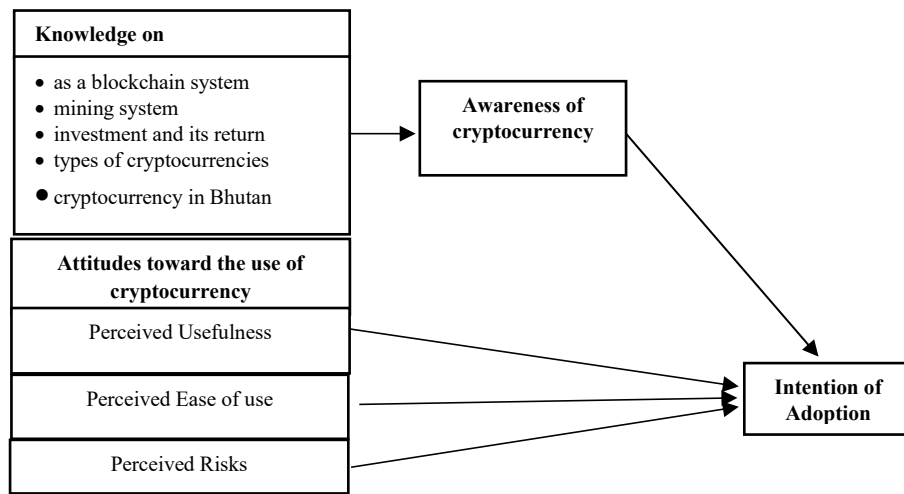 Knowledge on
• as a blockchain system
• mining system
• investment and its return
• types of cryptocurrencies
• cryptocurrency in Bhutan
Awareness of
cryptocurrency
Attitudes toward the use of
cryptocurrency
Perceived Usefulness
Perceived Ease of use
Perceived Risks
Intention of
Adoption